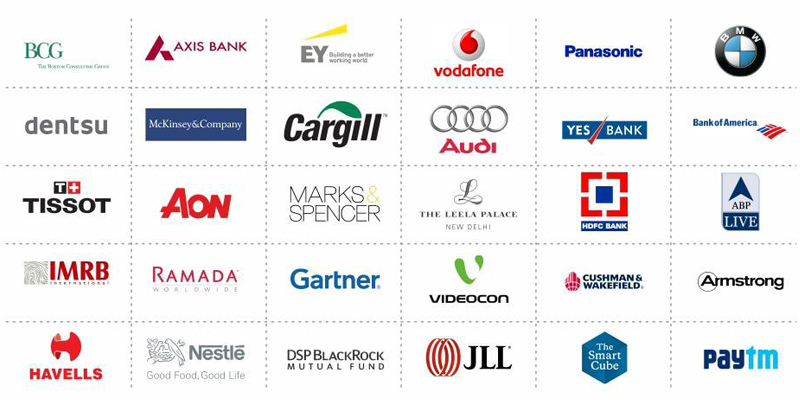 BCG
THE BOSTON CONSULTING GROUP
AXIS BANK
EY
Building a better
working world
vodafone
Panasonic
BMW
dentsu
McKinsey&Company
Cargill™
Audi
YES BANK
Bank of America.
T+
TISSOT
AON
MARKS&
SPENCER
L
THE LEELA PALACE
NEW DELHI
HDFC BANK
ABP
LIVE
IMRB
International
RAMADA
WORLDWIDE
Gartner®
VIDEOCON
CUSHMAN &
WAKEFIELD®
Armstrong
HAVELLS
Nestlé
Good Food, Good Life
DSP BLACKROCK
MUTUAL FUND
JLL®
The
Smart
Cube
paytm